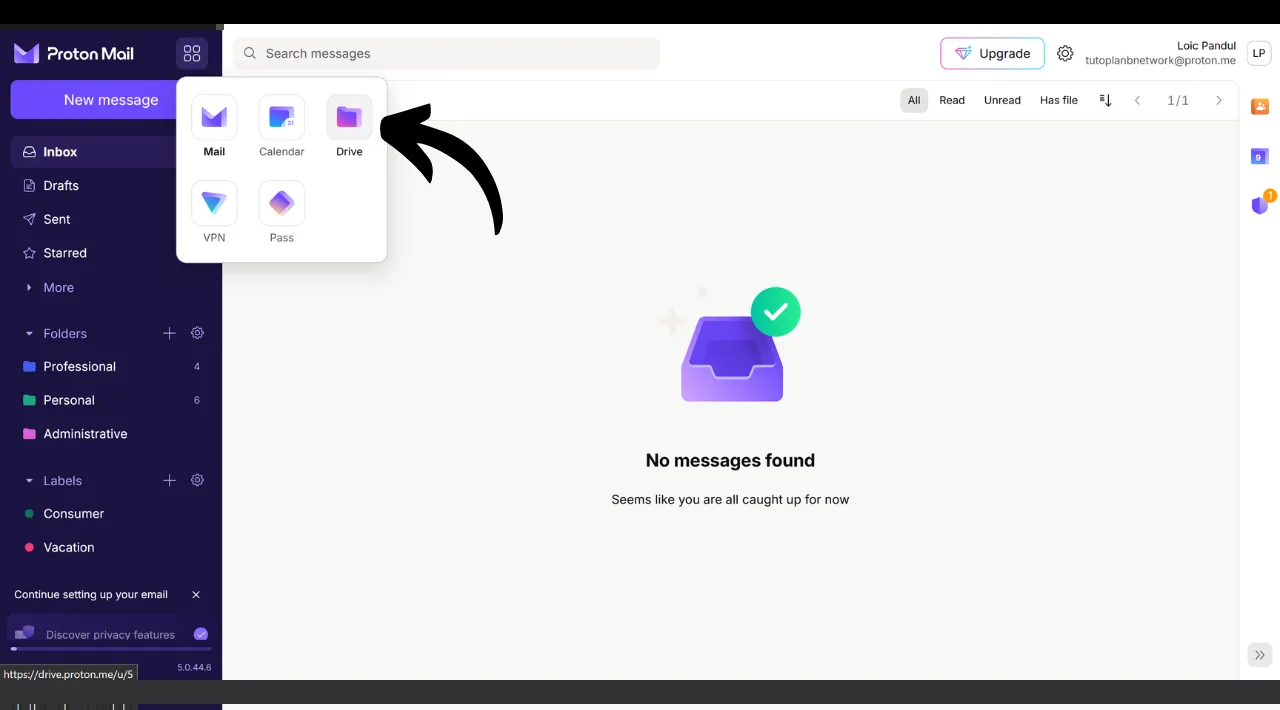 Proton Mail
Search messages
Upgrade
Loic Pandul
tutoplanbnetwork@proton.me
LP
New message
All
Read
Unread
Has file
1/1
Mail
Calendar
Drive
31
VPN
Pass
Inbox
Drafts
Sent
Starred
More
Folders
Professional 4
Personal 6
Administrative
Labels
Consumer
Vacation
9
1
No messages found
Seems like you are all caught up for now
Continue setting up your email
Discover privacy features
5.0.44.6
https://drive.proton.me/u/5